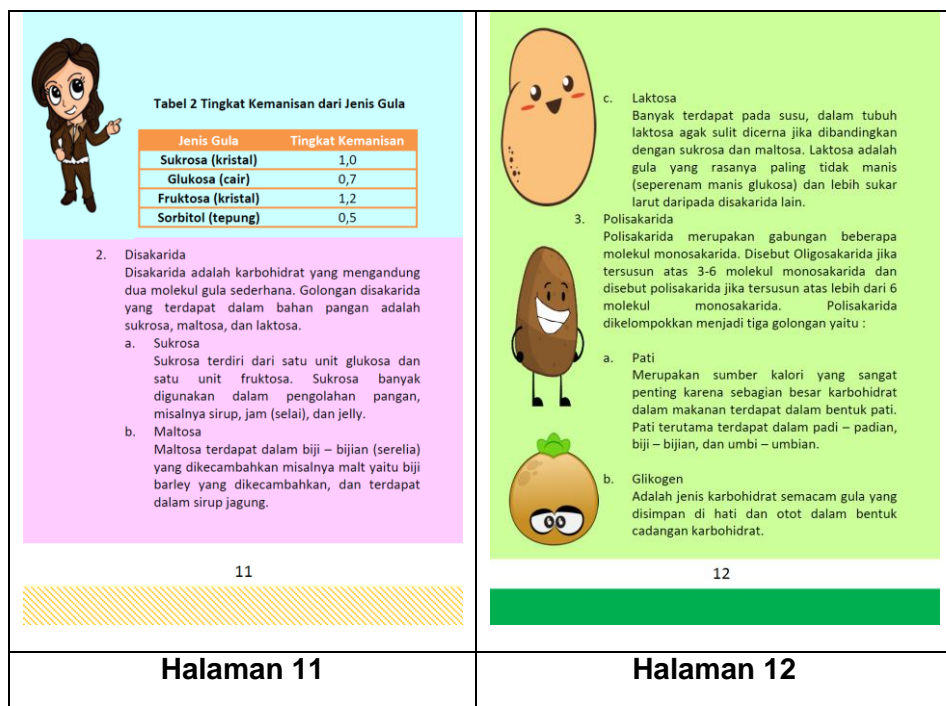 Tabel 2 Tingkat Kemanisan dari Jenis Gula
Jenis Gula Tingkat Kemanisan
Sukrosa (kristal) 1,0
Glukosa (cair) 0,7
Fruktosa (kristal) 1,2
Sorbitol (tepung) 0,5
2. Disakarida
Disakarida adalah karbohidrat yang mengandung
dua molekul gula sederhana. Golongan disakarida
yang terdapat dalam bahan pangan adalah
sukrosa, maltosa, dan laktosa.
a. Sukrosa
Sukrosa terdiri dari satu unit glukosa dan
satu unit fruktosa. Sukrosa banyak
digunakan dalam pengolahan pangan,
misalnya sirup, jam (selai), dan jelly.
b. Maltosa
Maltosa terdapat dalam biji – bijian (serelia)
yang dikecambahkan misalnya malt yaitu biji
barley yang dikecambahkan, dan terdapat
dalam sirup jagung.
11
Halaman 11
c. Laktosa
Banyak terdapat pada susu, dalam tubuh
laktosa agak sulit dicerna jika dibandingkan
dengan sukrosa dan maltosa. Laktosa adalah
gula yang rasanya paling tidak manis
(seperenam manis glukosa) dan lebih sukar
larut daripada disakarida lain.
3. Polisakarida
Polisakarida merupakan gabungan beberapa
molekul monosakarida. Disebut Oligosakarida jika
tersusun atas 3-6 molekul monosakarida dan
disebut polisakarida jika tersusun atas lebih dari 6
molekul monosakarida. Polisakarida
dikelompokkan menjadi tiga golongan yaitu :
a. Pati
Merupakan sumber kalori yang sangat
penting karena sebagian besar karbohidrat
dalam makanan terdapat dalam bentuk pati.
Pati terutama terdapat dalam padi – padian,
biji – bijian, dan umbi – umbian.
b. Glikogen
Adalah jenis karbohidrat semacam gula yang
disimpan di hati dan otot dalam bentuk
cadangan karbohidrat.
12
Halaman 12